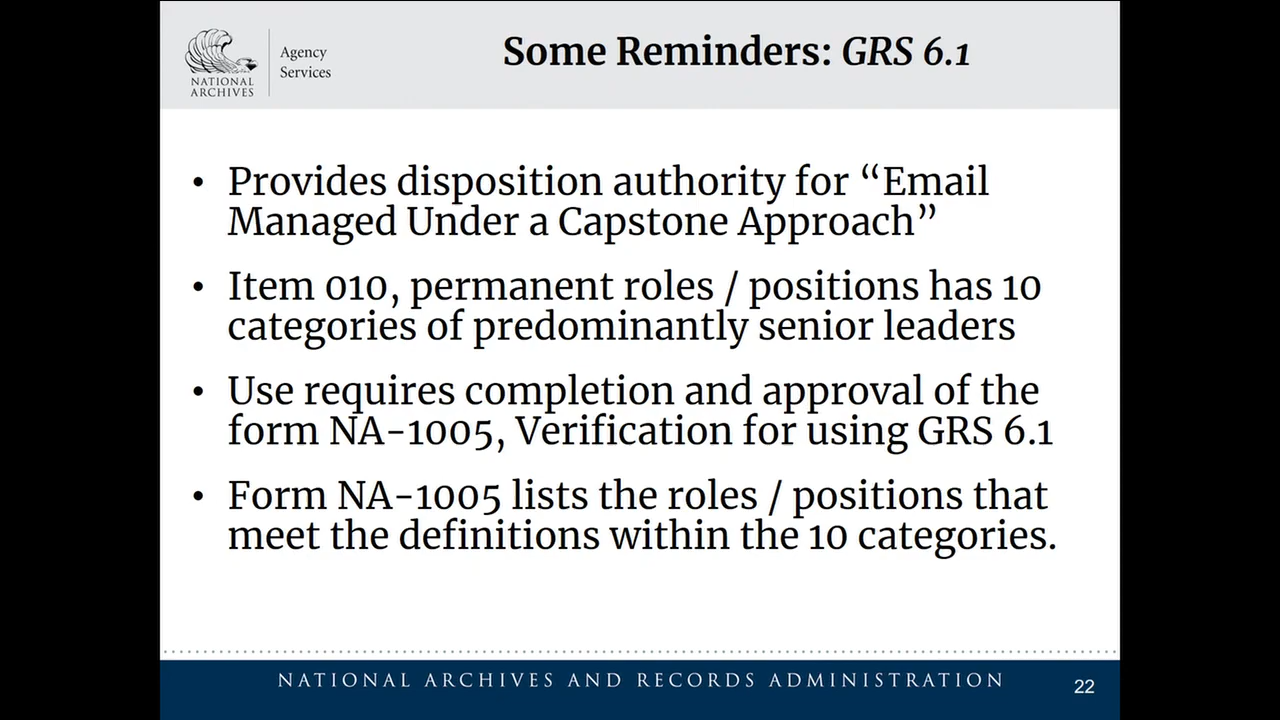 NATIONAL
ARCHIVES
Agency
Services
Some Reminders: GRS 6.1
• Provides disposition authority for “Email
Managed Under a Capstone Approach”
• Item 010, permanent roles / positions has 10
categories of predominantly senior leaders
• Use requires completion and approval of the
form NA-1005, Verification for using GRS 6.1
• Form NA-1005 lists the roles / positions that
meet the definitions within the 10 categories.
NATIONAL ARCHIVES AND RECORDS ADMINISTRATION
22